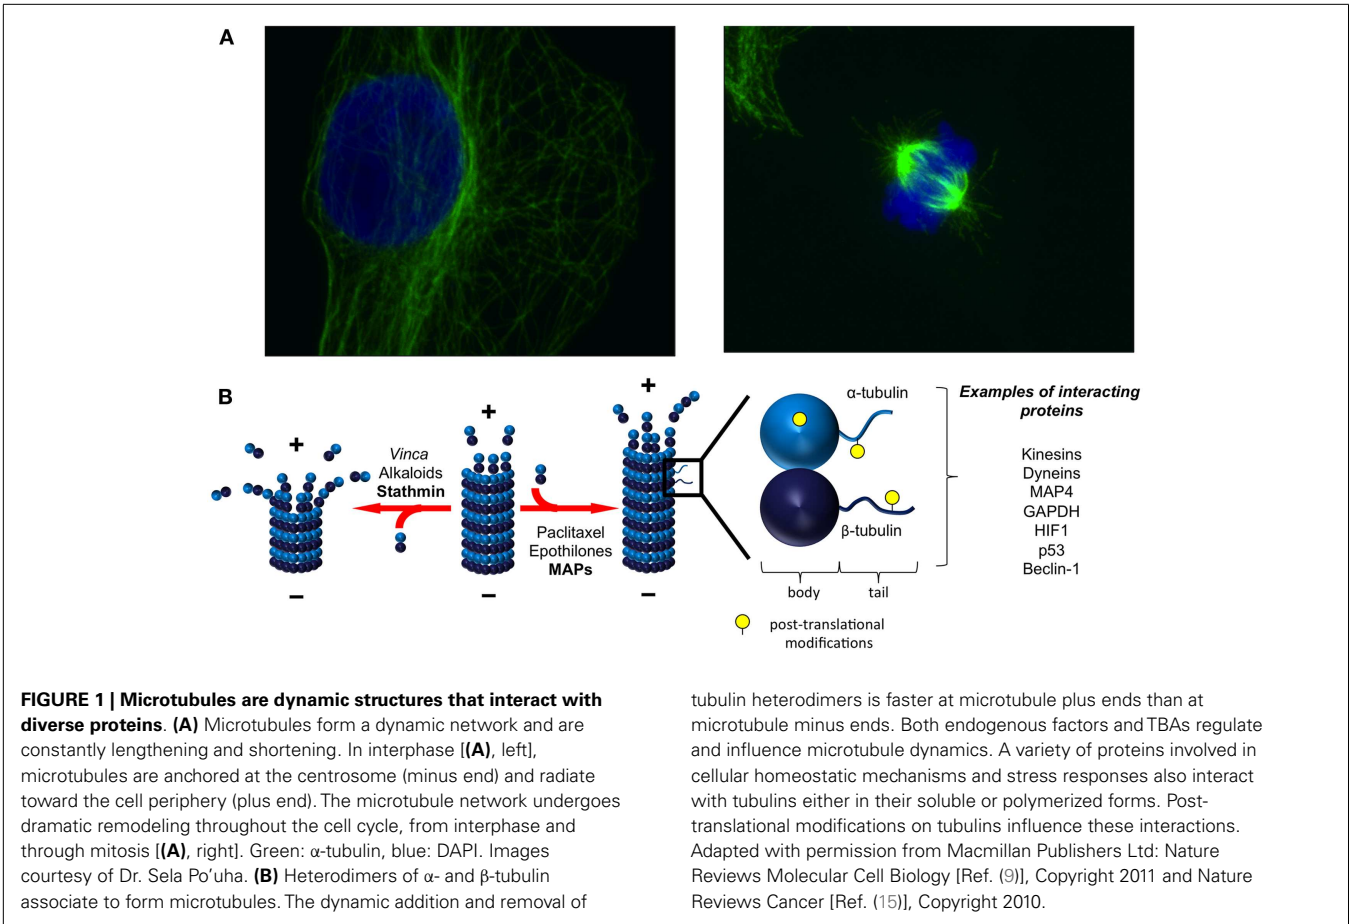 A
B
+
+
+
Vinca
Alkaloids
Stathmin
Paclitaxel
Epothilones
MAPs
–
–
–
α-tubulin
β-tubulin
body
tail
post-translational
modifications
Examples of interacting
proteins
Kinesins
Dyneins
MAP4
GAPDH
HIF1
p53
Beclin-1
FIGURE 1 | Microtubules are dynamic structures that interact with
diverse proteins. (A) Microtubules form a dynamic network and are
constantly lengthening and shortening. In interphase [(A), left],
microtubules are anchored at the centrosome (minus end) and radiate
toward the cell periphery (plus end). The microtubule network undergoes
dramatic remodeling throughout the cell cycle, from interphase and
through mitosis [(A), right]. Green: α-tubulin, blue: DAPI. Images
courtesy of Dr. Sela Po'uha. (B) Heterodimers of α- and β-tubulin
associate to form microtubules. The dynamic addition and removal of
tubulin heterodimers is faster at microtubule plus ends than at
microtubule minus ends. Both endogenous factors and TBAs regulate
and influence microtubule dynamics. A variety of proteins involved in
cellular homeostatic mechanisms and stress responses also interact
with tubulins either in their soluble or polymerized forms. Post-
translational modifications on tubulins influence these interactions.
Adapted with permission from Macmillan Publishers Ltd: Nature
Reviews Molecular Cell Biology [Ref. (9)], Copyright 2011 and Nature
Reviews Cancer [Ref. (15)], Copyright 2010.